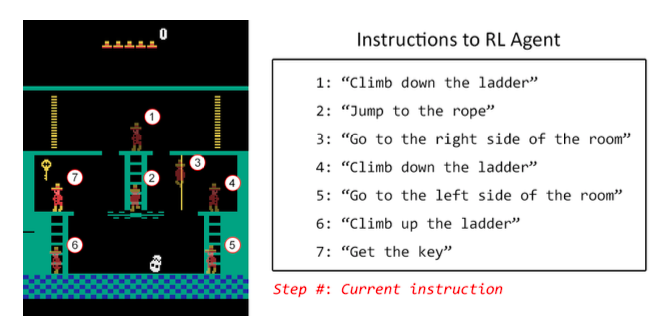 0
1
2
3
4
5
6
7
Instructions to RL Agent
1: “Climb down the ladder”
2: “Jump to the rope”
3: “Go to the right side of the room”
4: “Climb down the ladder”
5: “Go to the left side of the room”
6: “Climb up the ladder”
7: “Get the key”
Step #: Current instruction